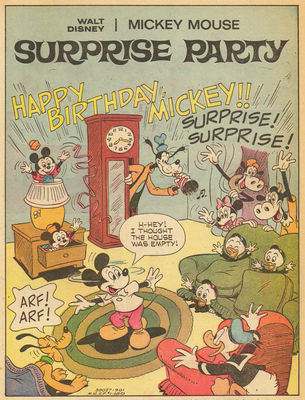 WALT
DISNEY
MICKEY MOUSE
SURPRISE PARTY
HAPPY
BIRTHDAY,
MICKEY!!
SURPRISE!
SURPRISE!
H-HEY!
I THOUGHT
THE HOUSE
WAS EMPTY!
ARF!
ARF!